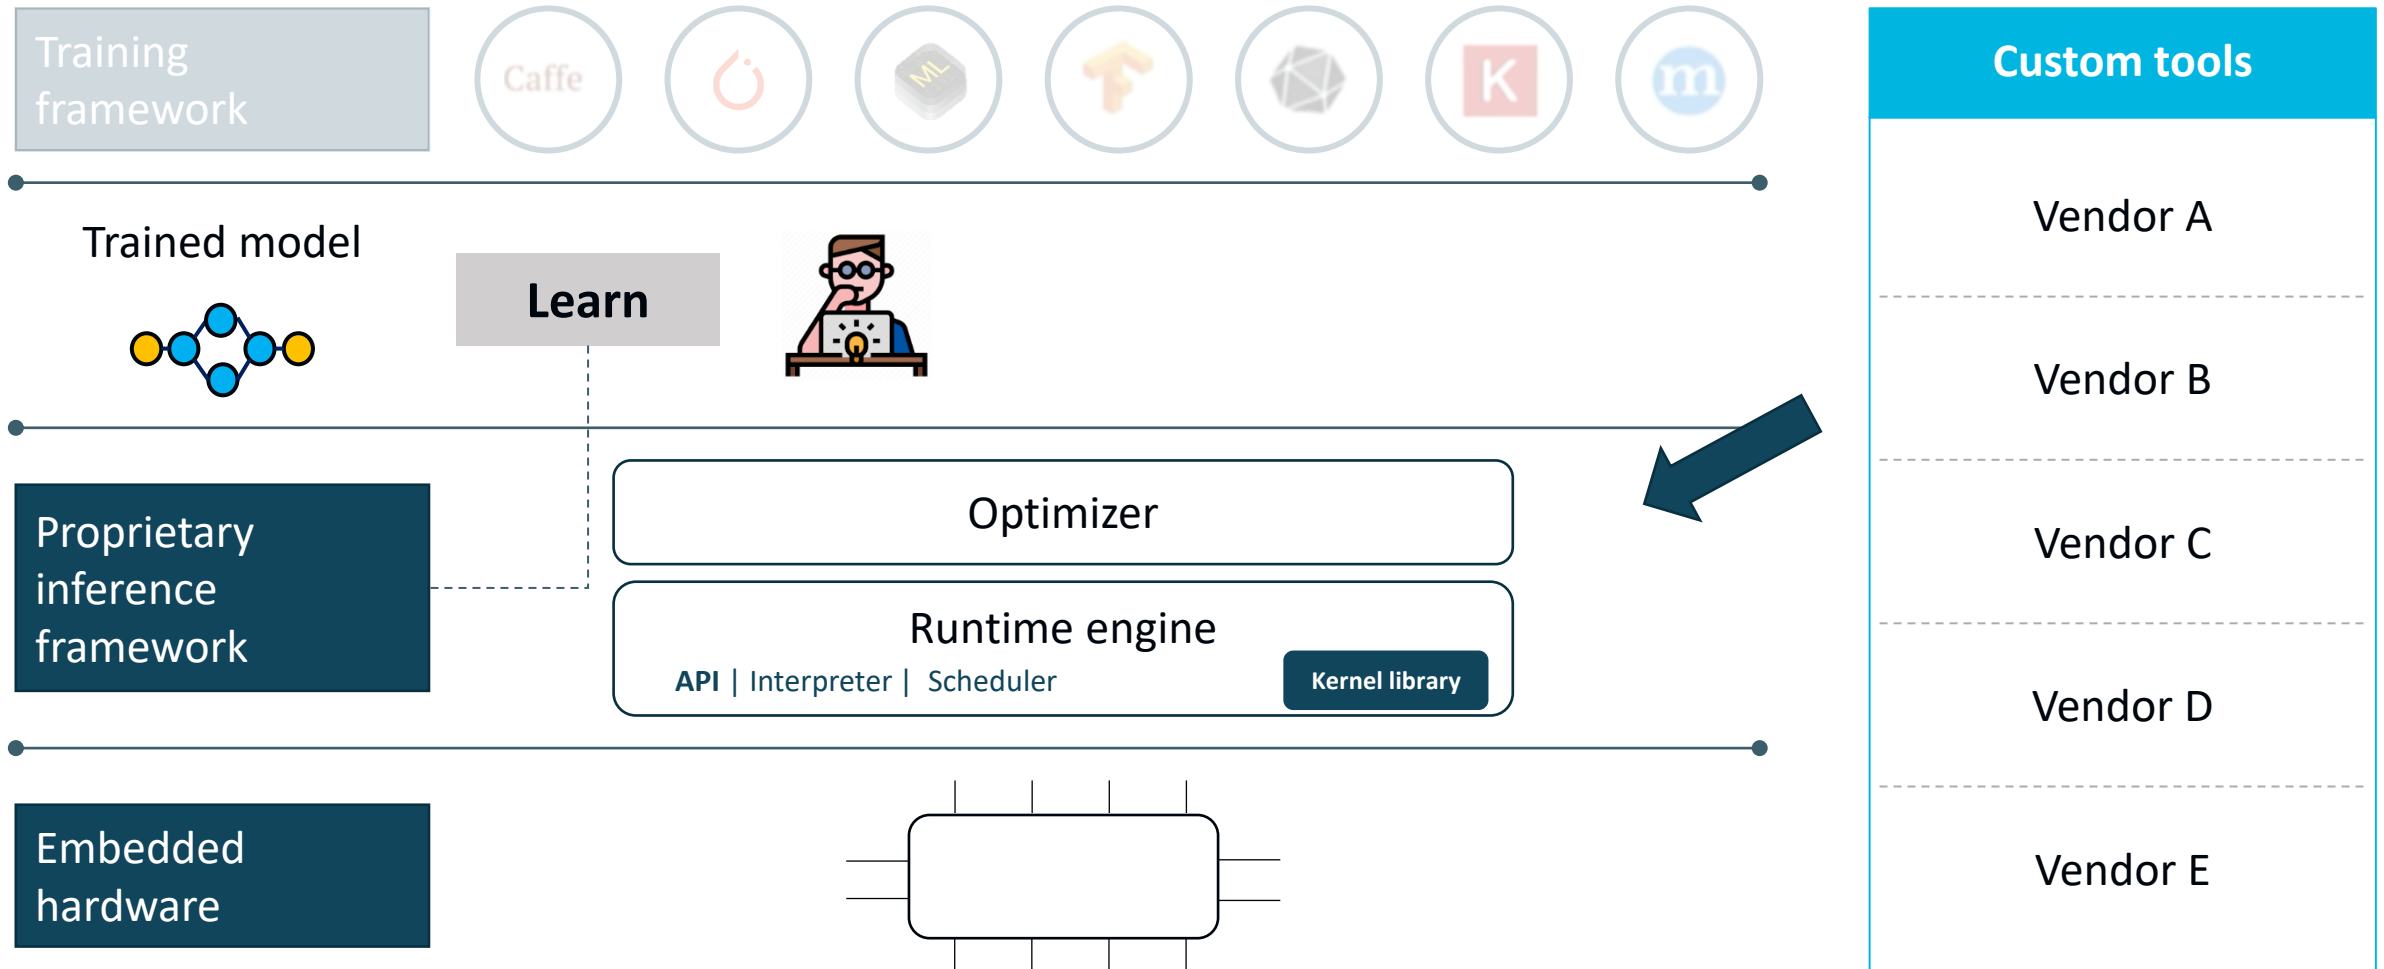 Training
framework
Caffe
ML
K
m
Custom tools
Trained model
Learn
Vendor A
Vendor B
Vendor C
Vendor D
Vendor E
Proprietary
inference
framework
Optimizer
Runtime engine
API | Interpreter | Scheduler
Kernel library
Embedded
hardware